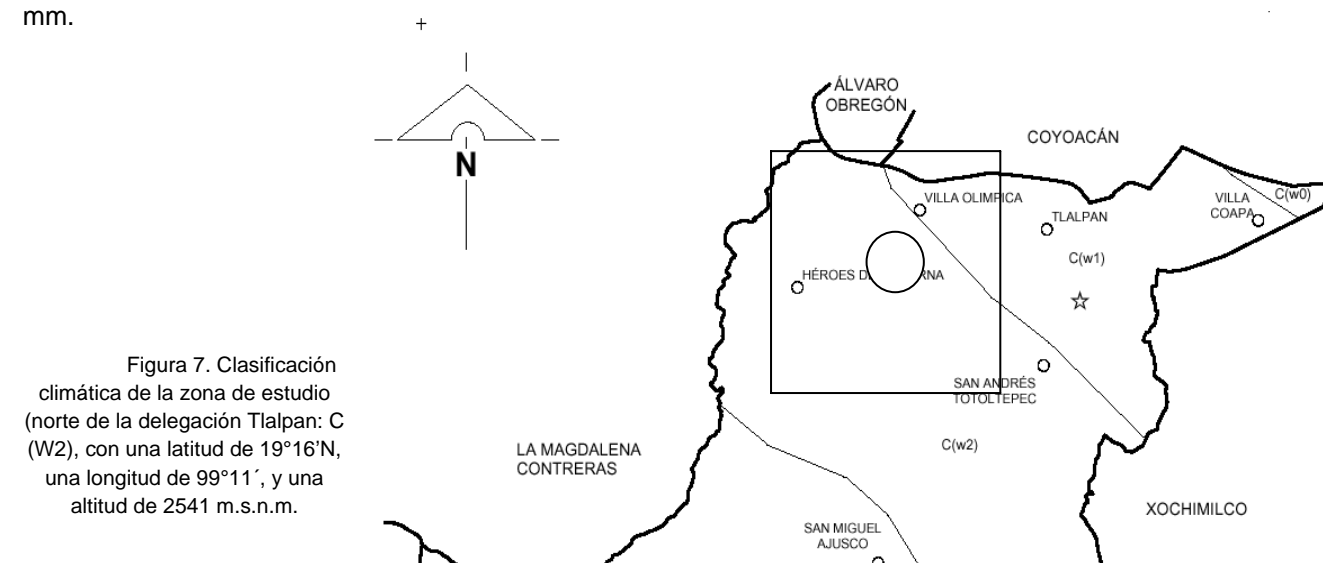 mm.
N
ÁLVARO
OBREGÓN
COYOACÁN
VILLA OLIMPICA
TLALPAN
VILLA
COAPA
C(w0)
C(w1)
HÉROES D
RNA
SAN ANDRÉS
TOTOLTEPEC
C(w2)
LA MAGDALENA
CONTRERAS
XOCHIMILCO
SAN MIGUEL
AJUSCO
Figura 7. Clasificación
climática de la zona de estudio
(norte de la delegación Tlalpan: C
(W2), con una latitud de 19°16’N,
una longitud de 99°11´, y una
altitud de 2541 m.s.n.m.